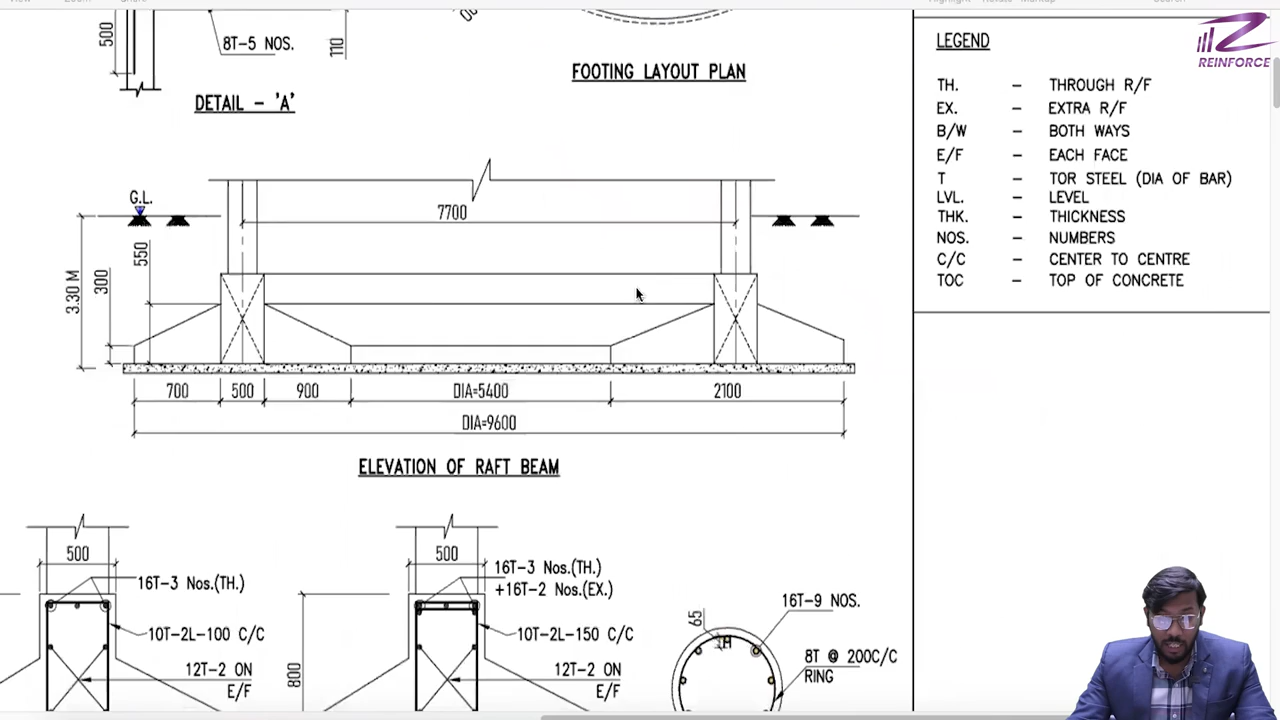 500
8T-5 NOS.
110
DETAIL - 'A'
FOOTING LAYOUT PLAN
LEGEND
TH. - THROUGH R/F
EX. - EXTRA R/F
B/W - BOTH WAYS
E/F - EACH FACE
T - TOR STEEL (DIA OF BAR)
LVL. - LEVEL
THK. - THICKNESS
NOS. - NUMBERS
C/C - CENTER TO CENTRE
TOC - TOP OF CONCRETE
REINFORCE
G.L.
7700
550
300
3.30 M
700 500 900 DIA=5400 2100
DIA=9600
ELEVATION OF RAFT BEAM
500
16T-3 Nos.(TH.)
10T-2L-100 C/C
12T-2 ON
E/F
500
16T-3 Nos.(TH.)
+16T-2 Nos.(EX.)
10T-2L-150 C/C
12T-2 ON
E/F
800
65
16T-9 NOS.
8T @ 200C/C
RING